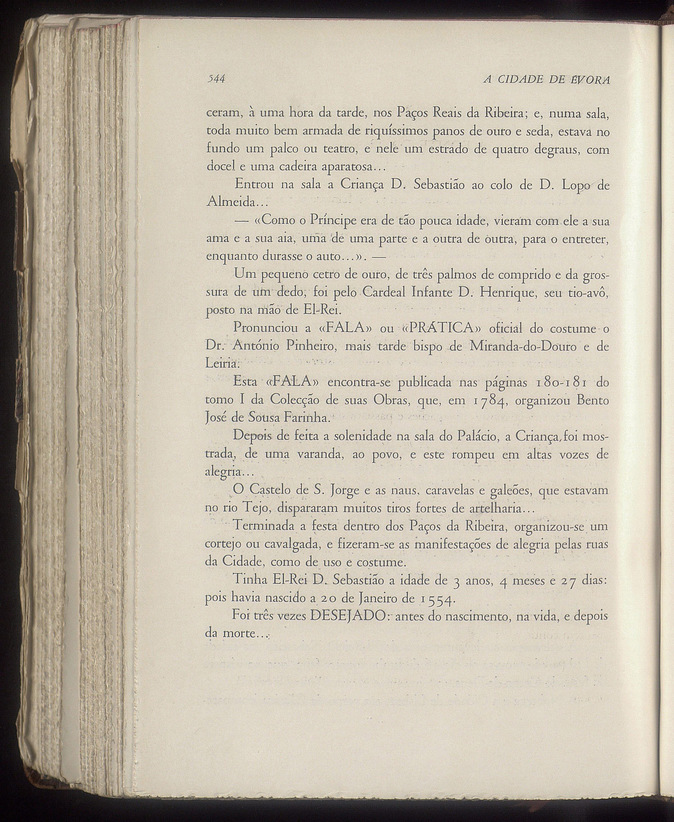 544
A CIDADE DE ÉVORA
ceram, à uma hora da tarde, nos Paços Reais da Ribeira; e, numa sala,
toda muito bem armada de riquíssimos panos de ouro e seda, estava no
fundo um palco ou teatro, e nele um estrado de quatro degraus, com
docel e uma cadeira aparatosa...
Entrou na sala a Criança D. Sebastião ao colo de D. Lopo de
Almeida...
— «Como o Príncipe era de tão pouca idade, vieram com ele a sua
ama e a sua aia, uma de uma parte e a outra de outra, para o entreter,
enquanto durasse o auto...». —
Um pequeno cetro de ouro, de três palmos de comprido e da gros-
sura de um dedo, foi pelo Cardeal Infante D. Henrique, seu tio-avô,
posto na mão de El-Rei.
Pronunciou a «FALA» ou «PRÁTICA» oficial do costume o
Dr. António Pinheiro, mais tarde bispo de Miranda-do-Douro e de
Leiria.
Esta «FALA» encontra-se publicada nas páginas 180-181 do
tomo I da Colecção de suas Obras, que, em 1784, organizou Bento
José de Sousa Farinha.
Depois de feita a solenidade na sala do Palácio, a Criança, foi mos-
trada, de uma varanda, ao povo, e este rompeu em altas vozes de
alegria...
O Castelo de S. Jorge e as naus, caravelas e galeões, que estavam
no rio Tejo, dispararam muitos tiros fortes de artelharia...
Terminada a festa dentro dos Paços da Ribeira, organizou-se um
cortejo ou cavalgada, e fizeram-se as manifestações de alegria pelas ruas
da Cidade, como de uso e costume.
Tinha El-Rei D. Sebastião a idade de 3 anos, 4 meses e 27 dias:
pois havia nascido a 20 de Janeiro de 1554.
Foi três vezes DESEJADO: antes do nascimento, na vida, e depois
da morte...